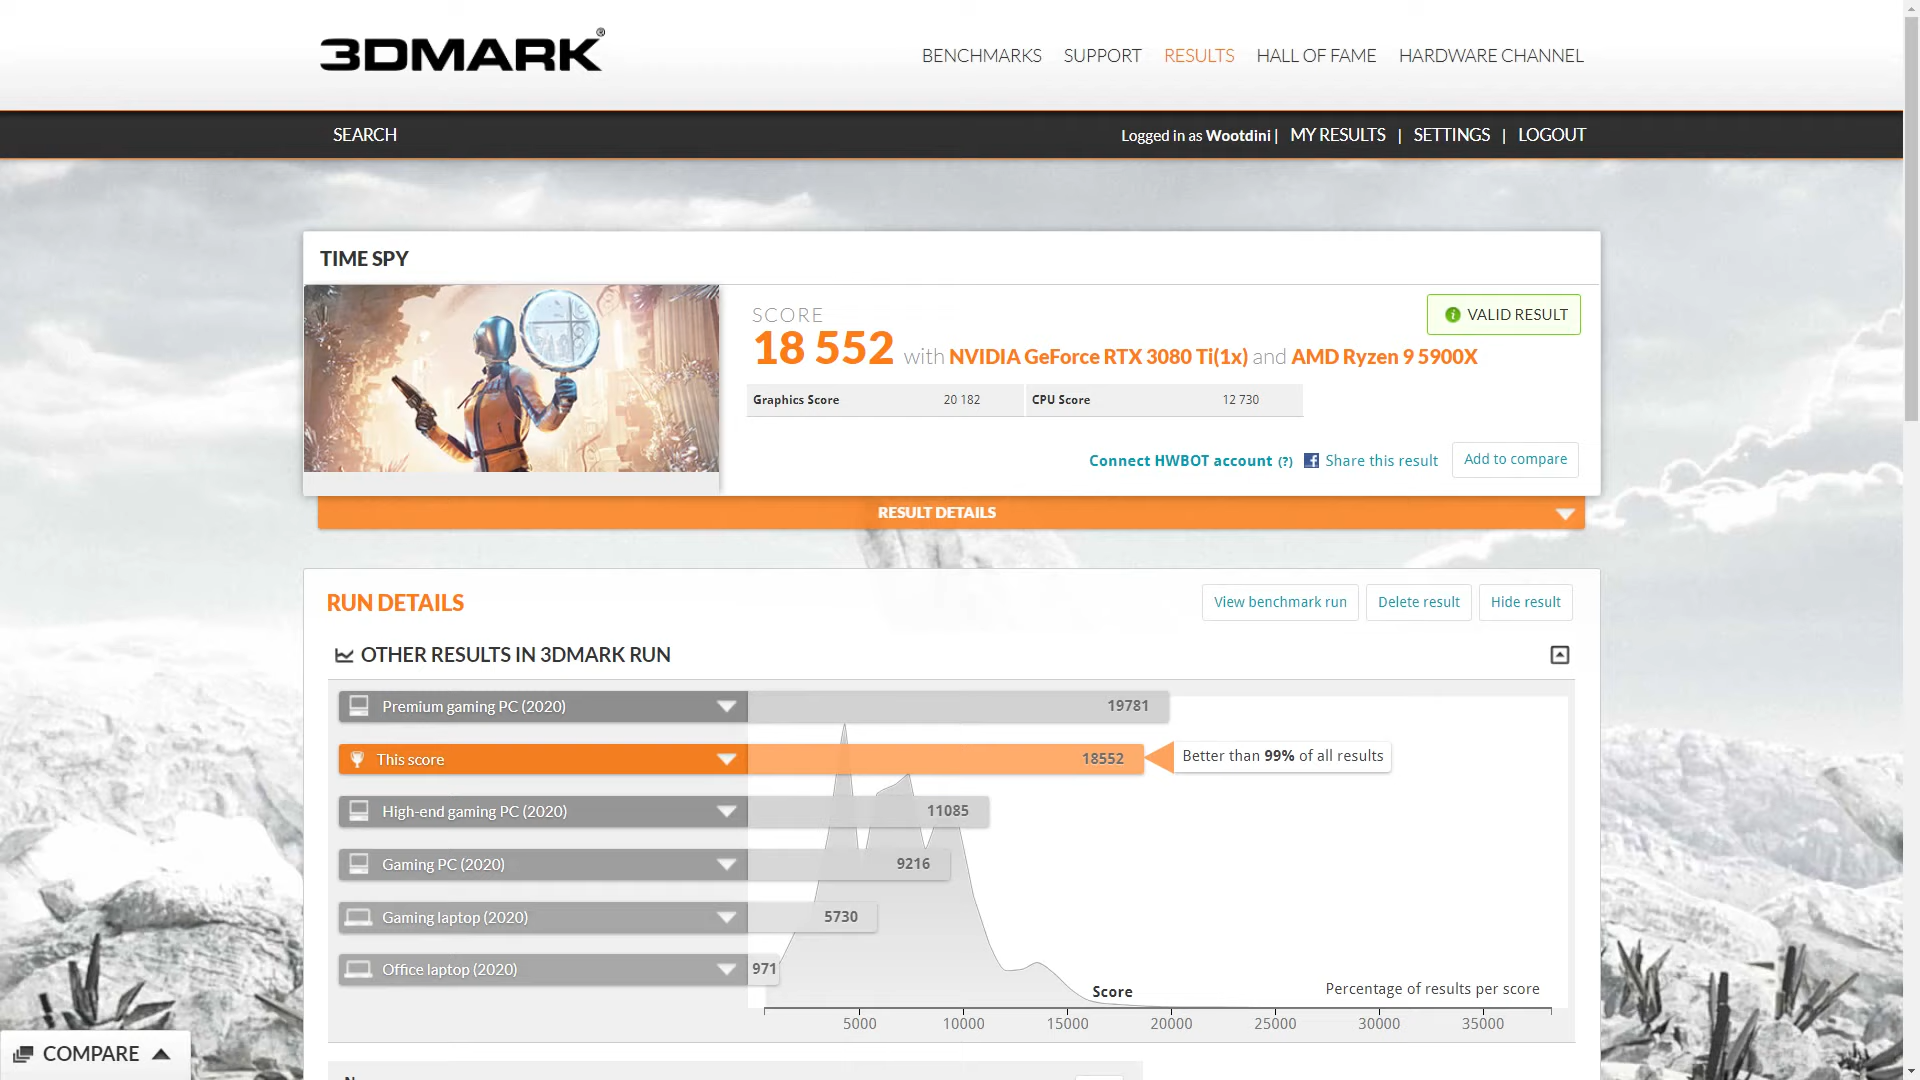 3DMARK®
BENCHMARKS SUPPORT RESULTS HALL OF FAME HARDWARE CHANNEL
SEARCH
Logged in as Wootdini | MY RESULTS | SETTINGS | LOGOUT
TIME SPY
SCORE
VALID RESULT
18 552 with NVIDIA GeForce RTX 3080 Ti(1x) and AMD Ryzen 9 5900X
Graphics Score 20 182 CPU Score 12 730
Connect HWBOT account (?) Share this result Add to compare
RESULT DETAILS
RUN DETAILS
View benchmark run Delete result Hide result
OTHER RESULTS IN 3DMARK RUN
Premium gaming PC (2020) 19781
This score 18552 Better than 99% of all results
High-end gaming PC (2020) 11085
Gaming PC (2020) 9216
Gaming laptop (2020) 5730
Office laptop (2020) 971
Score Percentage of results per score
5000 10000 15000 20000 25000 30000 35000
COMPARE